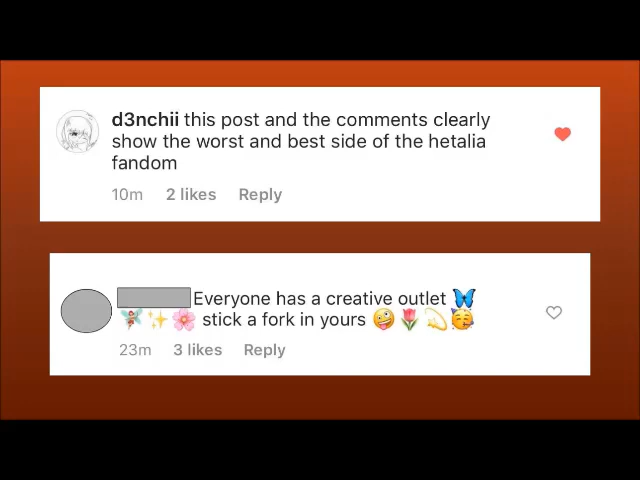 d3nchii this post and the comments clearly
show the worst and best side of the hetalia
fandom
10m 2 likes Reply
Everyone has a creative outlet 🦋
🧚✨🌸 stick a fork in yours 🤪🌷💫🥳
23m 3 likes Reply